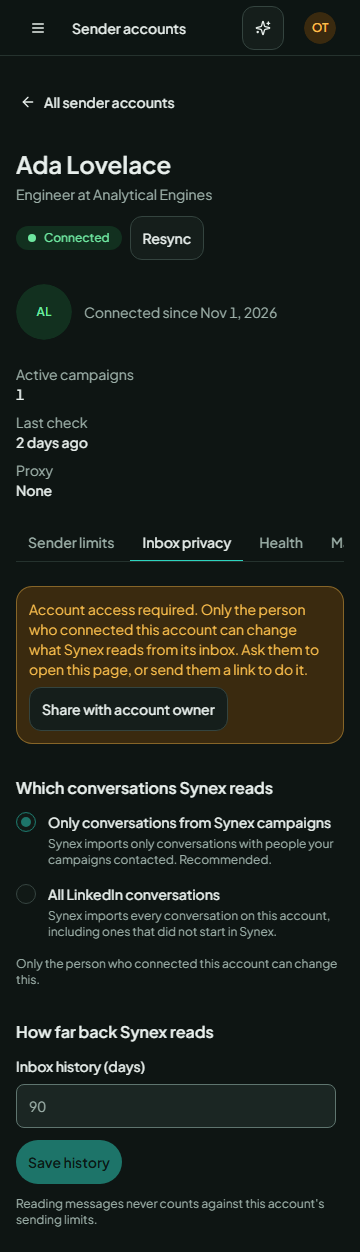 Sender accounts
OT
All sender accounts
Ada Lovelace
Engineer at Analytical Engines
Connected
Resync
AL
Connected since Nov 1, 2026
Active campaigns
1
Last check
2 days ago
Proxy
None
Sender limits
Inbox privacy
Health
Account access required. Only the person
who connected this account can change
what Synex reads from its inbox. Ask them to
open this page, or send them a link to do it.
Share with account owner
Which conversations Synex reads
Only conversations from Synex campaigns
Synex imports only conversations with people your
campaigns contacted. Recommended.
All LinkedIn conversations
Synex imports every conversation on this account,
including ones that did not start in Synex.
Only the person who connected this account can change
this.
How far back Synex reads
Inbox history (days)
90
Save history
Reading messages never counts against this account's
sending limits.